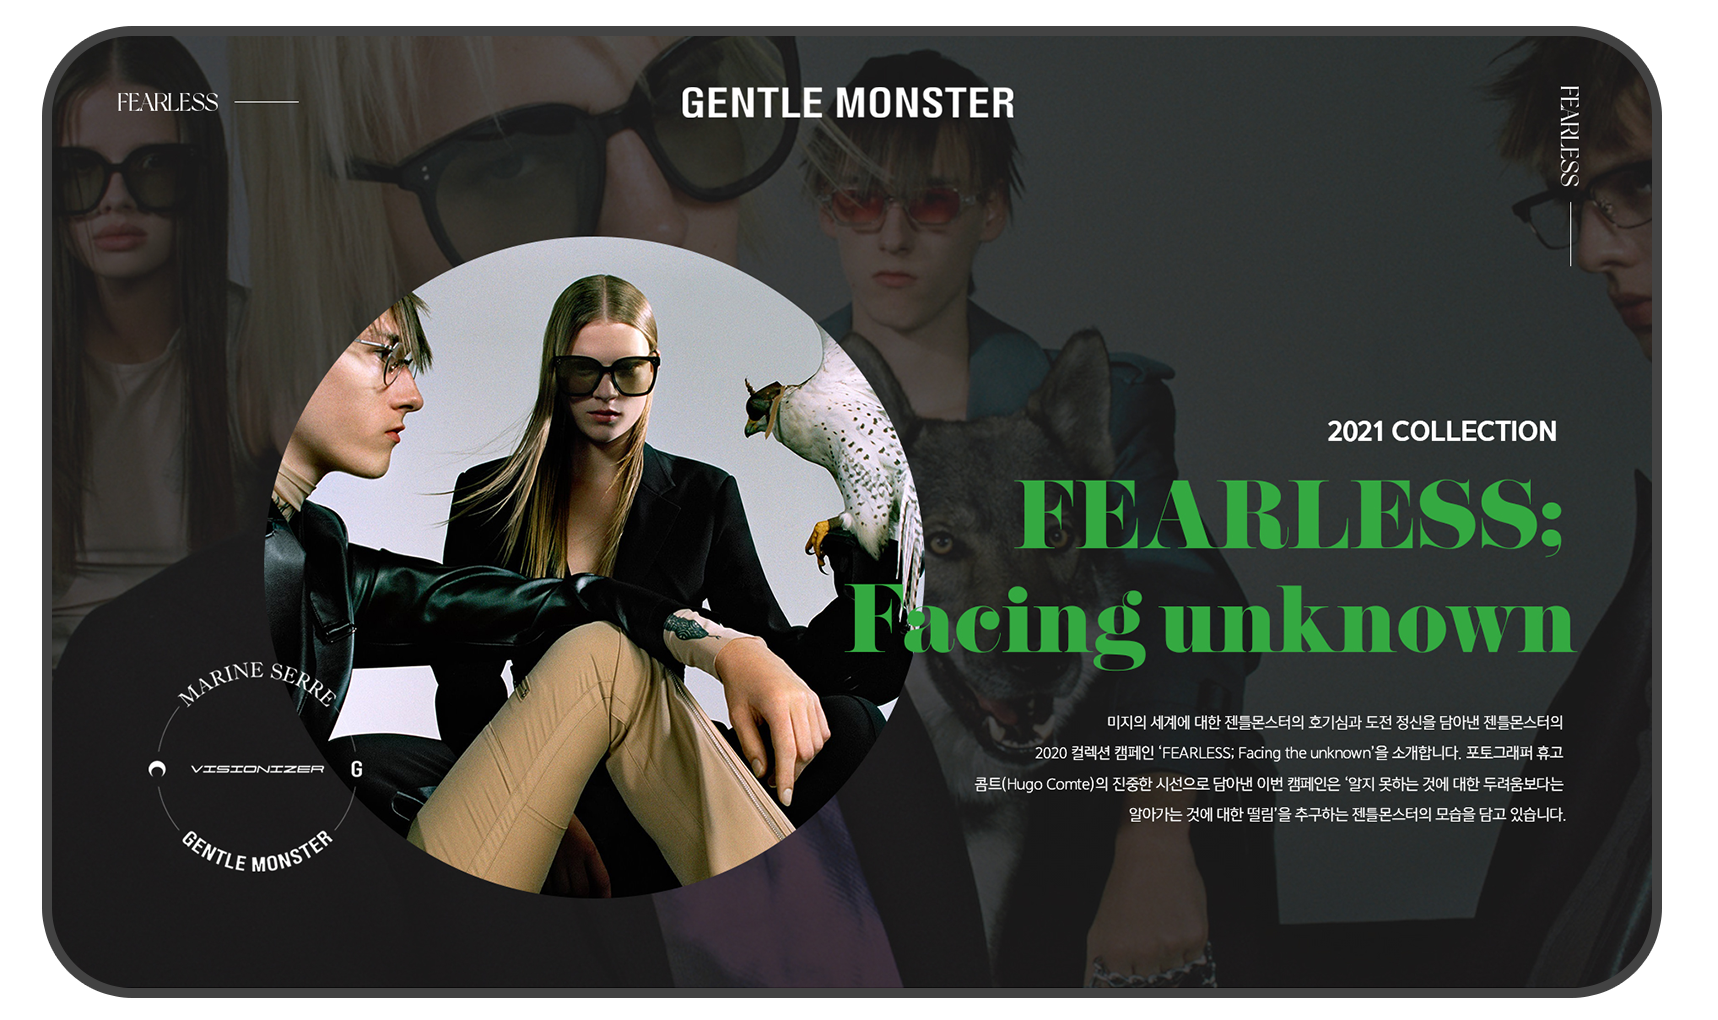 FEARLESS
GENTLE MONSTER
FEARLESS
2021 COLLECTION
FEARLESS;
Facing unknown
미지의 세계에 대한 젠틀몬스터의 호기심과 도전 정신을 담아낸 젠틀몬스터의
2020 컬렉션 캠페인 ‘FEARLESS; Facing the unknown’을 소개합니다. 포토그래퍼 휴고
콤트(Hugo Comte)의 진중한 시선으로 담아낸 이번 캠페인은 ‘알지 못하는 것에 대한 두려움보다는
알아가는 것에 대한 떨림’을 추구하는 젠틀몬스터의 모습을 담고 있습니다.
MARINE SERRE
VISIONIZER G
GENTLE MONSTER